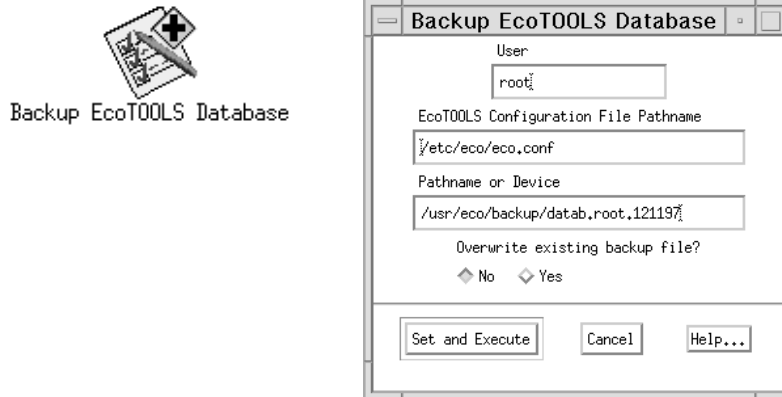 Backup EcoTOOLS Database
Backup EcoTOOLS Database
User
root
EcoTOOLS Configuration File Pathname
/etc/eco/eco.conf
Pathname or Device
/usr/eco/backup/datab.root.121197
Overwrite existing backup file?
No Yes
Set and Execute Cancel Help...